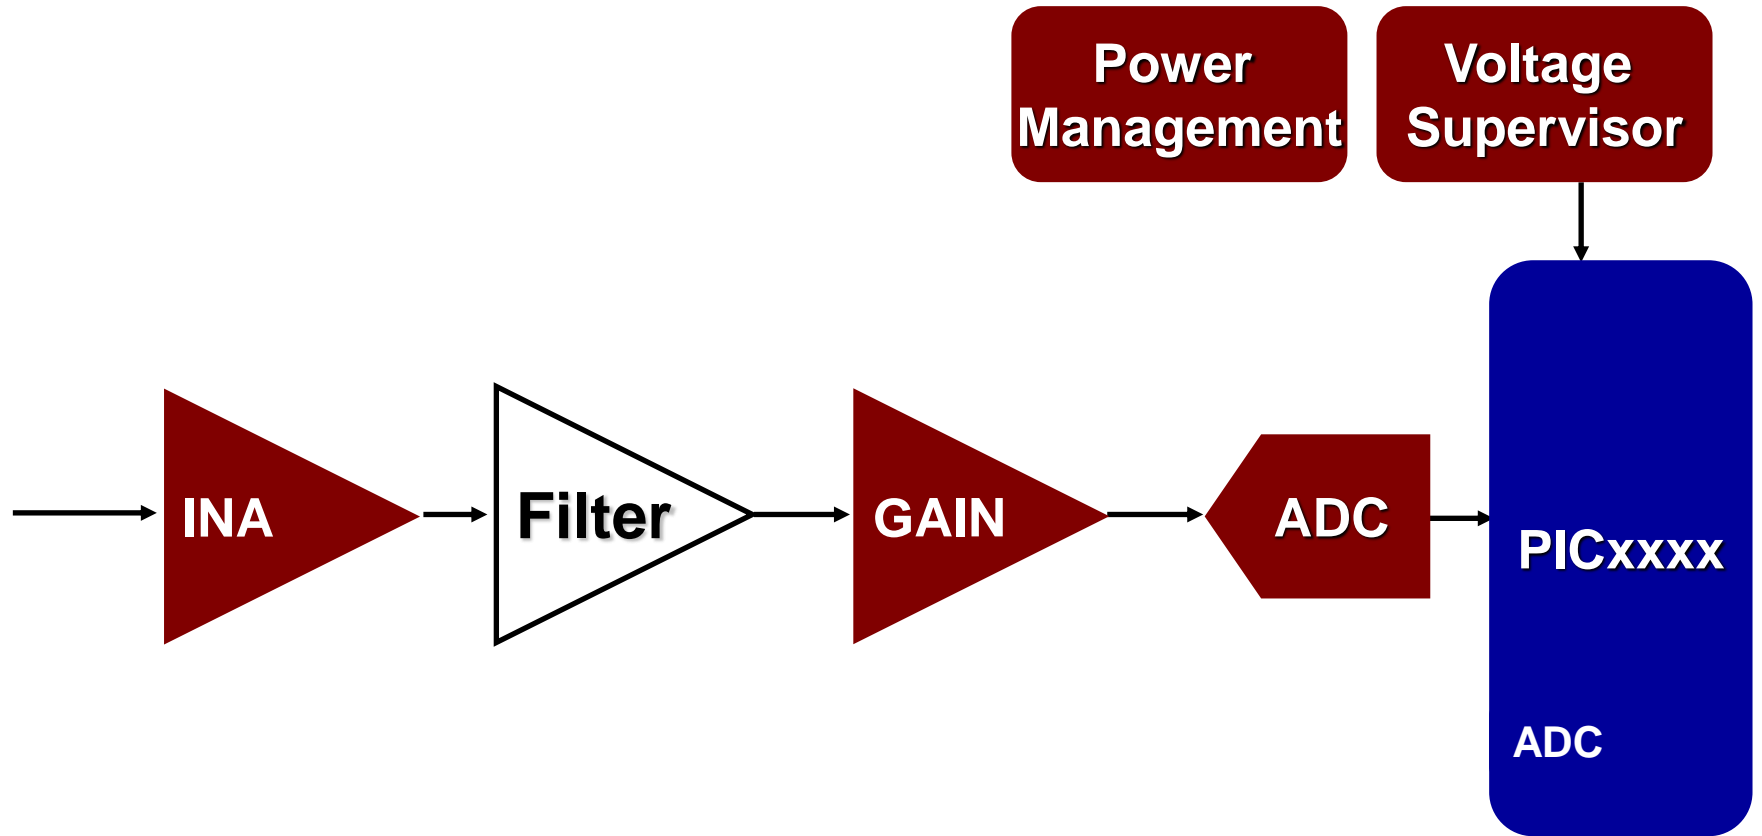 Power
Management
Voltage
Supervisor
INA
Filter
GAIN
ADC
PICxxxx
ADC